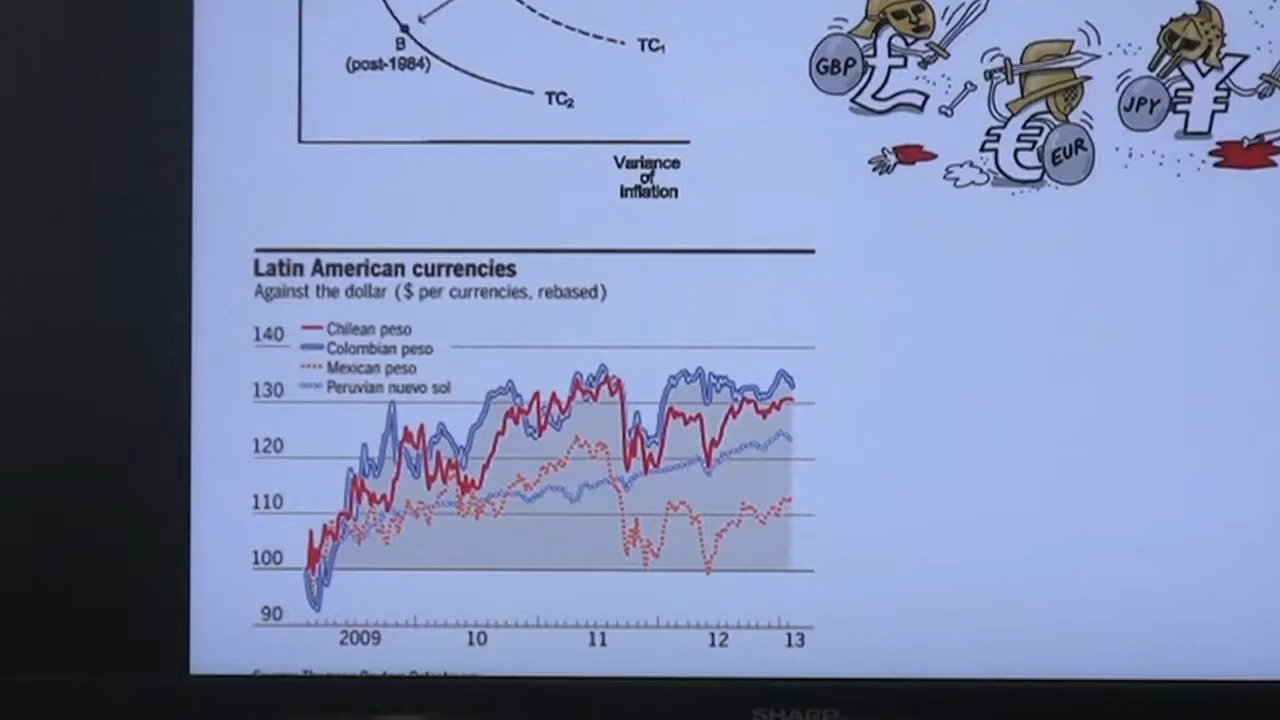 TC₁
B
(post-1984)
TC₂
Variance
of
inflation
GBP
£
€
EUR
JPY
¥
Latin American currencies
Against the dollar ($ per currencies, rebased)
140
130
120
110
100
90
Chilean peso
Colombian peso
Mexican peso
Peruvian nuevo sol
2009
10
11
12
13
SHARP